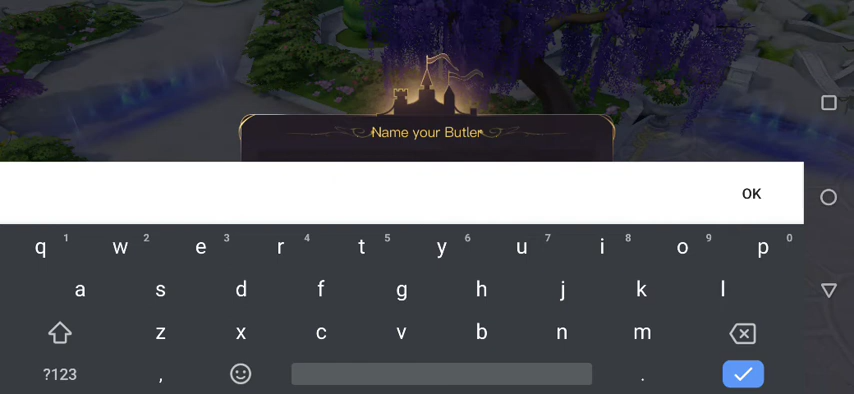 Name your Butler
OK
q 1 w 2 e 3 r 4 t 5 y 6 u 7 i 8 o 9 p 0
a s d f g h j k l
z x c v b n m
?123 , .